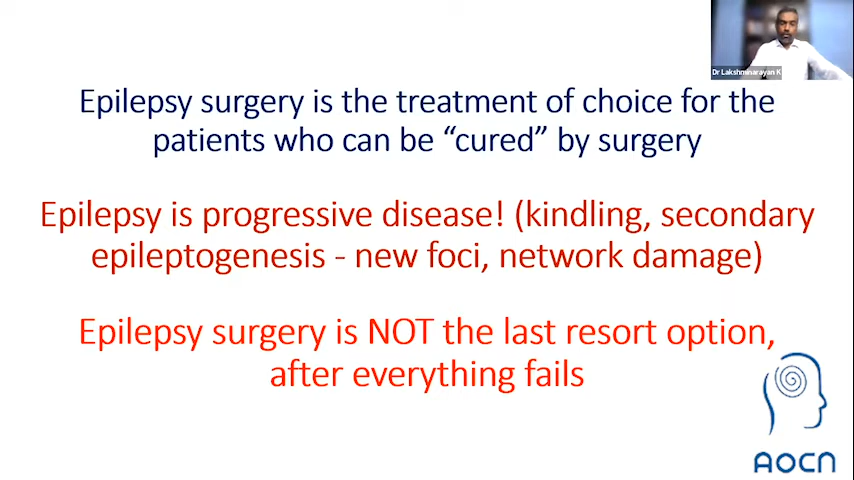 Dr Lakshminarayan K
Epilepsy surgery is the treatment of choice for the
patients who can be “cured” by surgery
Epilepsy is progressive disease! (kindling, secondary
epileptogenesis - new foci, network damage)
Epilepsy surgery is NOT the last resort option,
after everything fails
AOCN